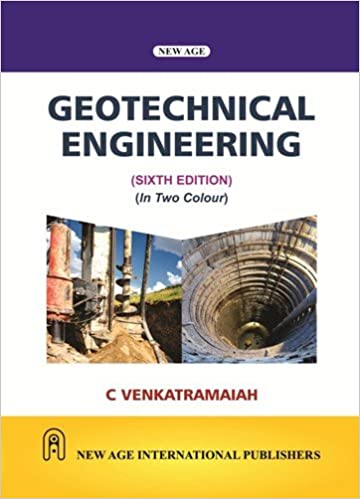 NEW AGE
GEOTECHNICAL
ENGINEERING
(SIXTH EDITION)
(In Two Colour)
C VENKATRAMAIAH
NEW AGE INTERNATIONAL PUBLISHERS